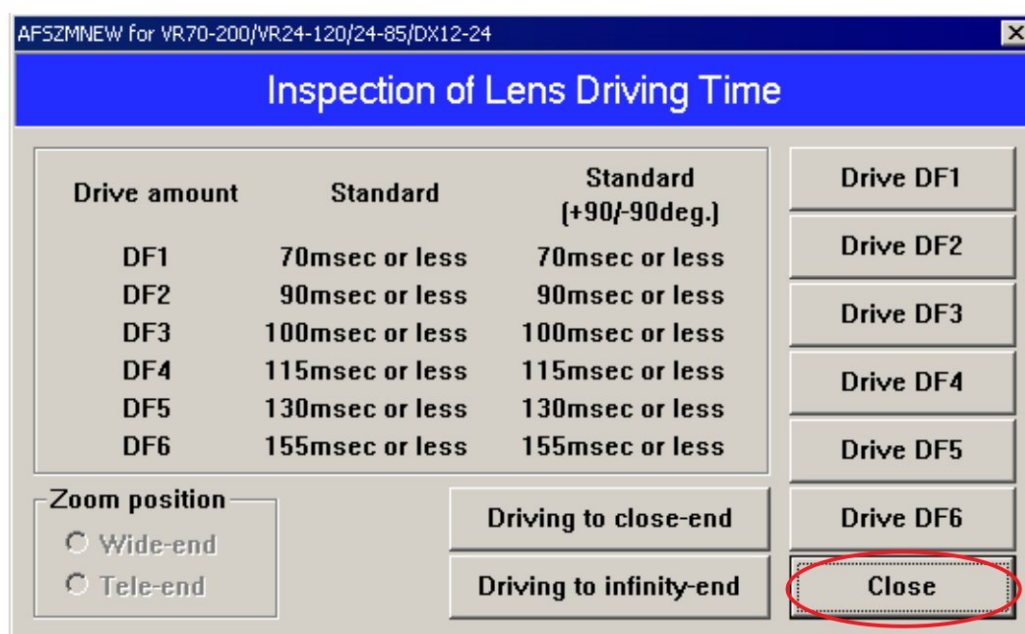 AFSZMNEW for VR70-200/VR24-120/24-85/DX12-24
Inspection of Lens Driving Time
Drive amount Standard Standard
(+90/-90deg.)
DF1 70msec or less 70msec or less
DF2 90msec or less 90msec or less
DF3 100msec or less 100msec or less
DF4 115msec or less 115msec or less
DF5 130msec or less 130msec or less
DF6 155msec or less 155msec or less
Zoom position
Wide-end
Tele-end
Driving to close-end
Driving to infinity-end
Drive DF1
Drive DF2
Drive DF3
Drive DF4
Drive DF5
Drive DF6
Close